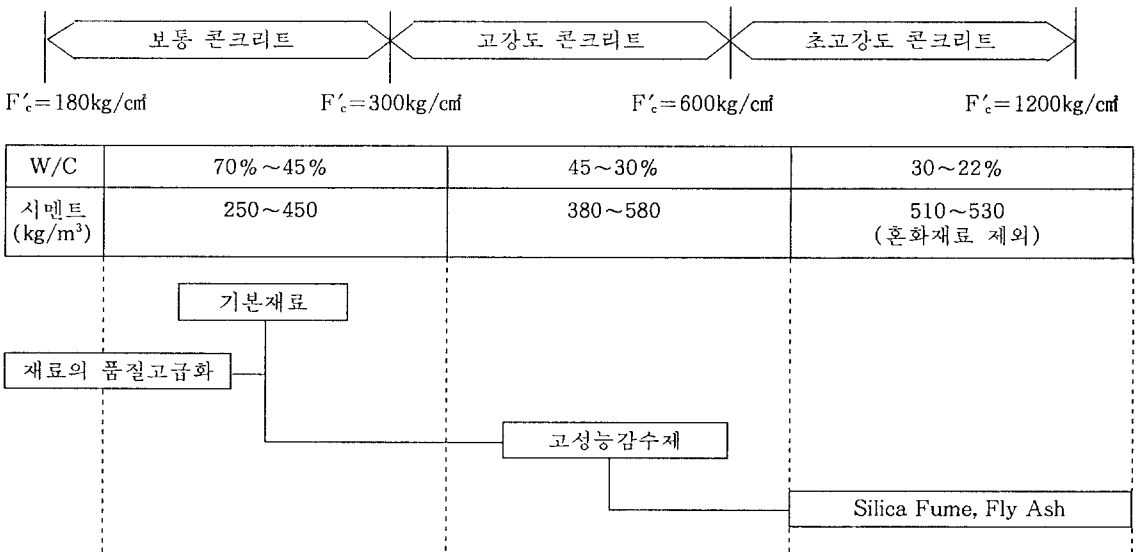 보통 콘크리트 고강도 콘크리트 초고강도 콘크리트
F′c=180kg/㎠ F′c=300kg/㎠ F′c=600kg/㎠ F′c=1200kg/㎠
W/C 70%~45% 45~30% 30~22%
시멘트 250~450 380~580 510~530
(kg/m³) (혼화재료 제외)
기본재료
재료의 품질고급화
고성능감수제
Silica Fume, Fly Ash